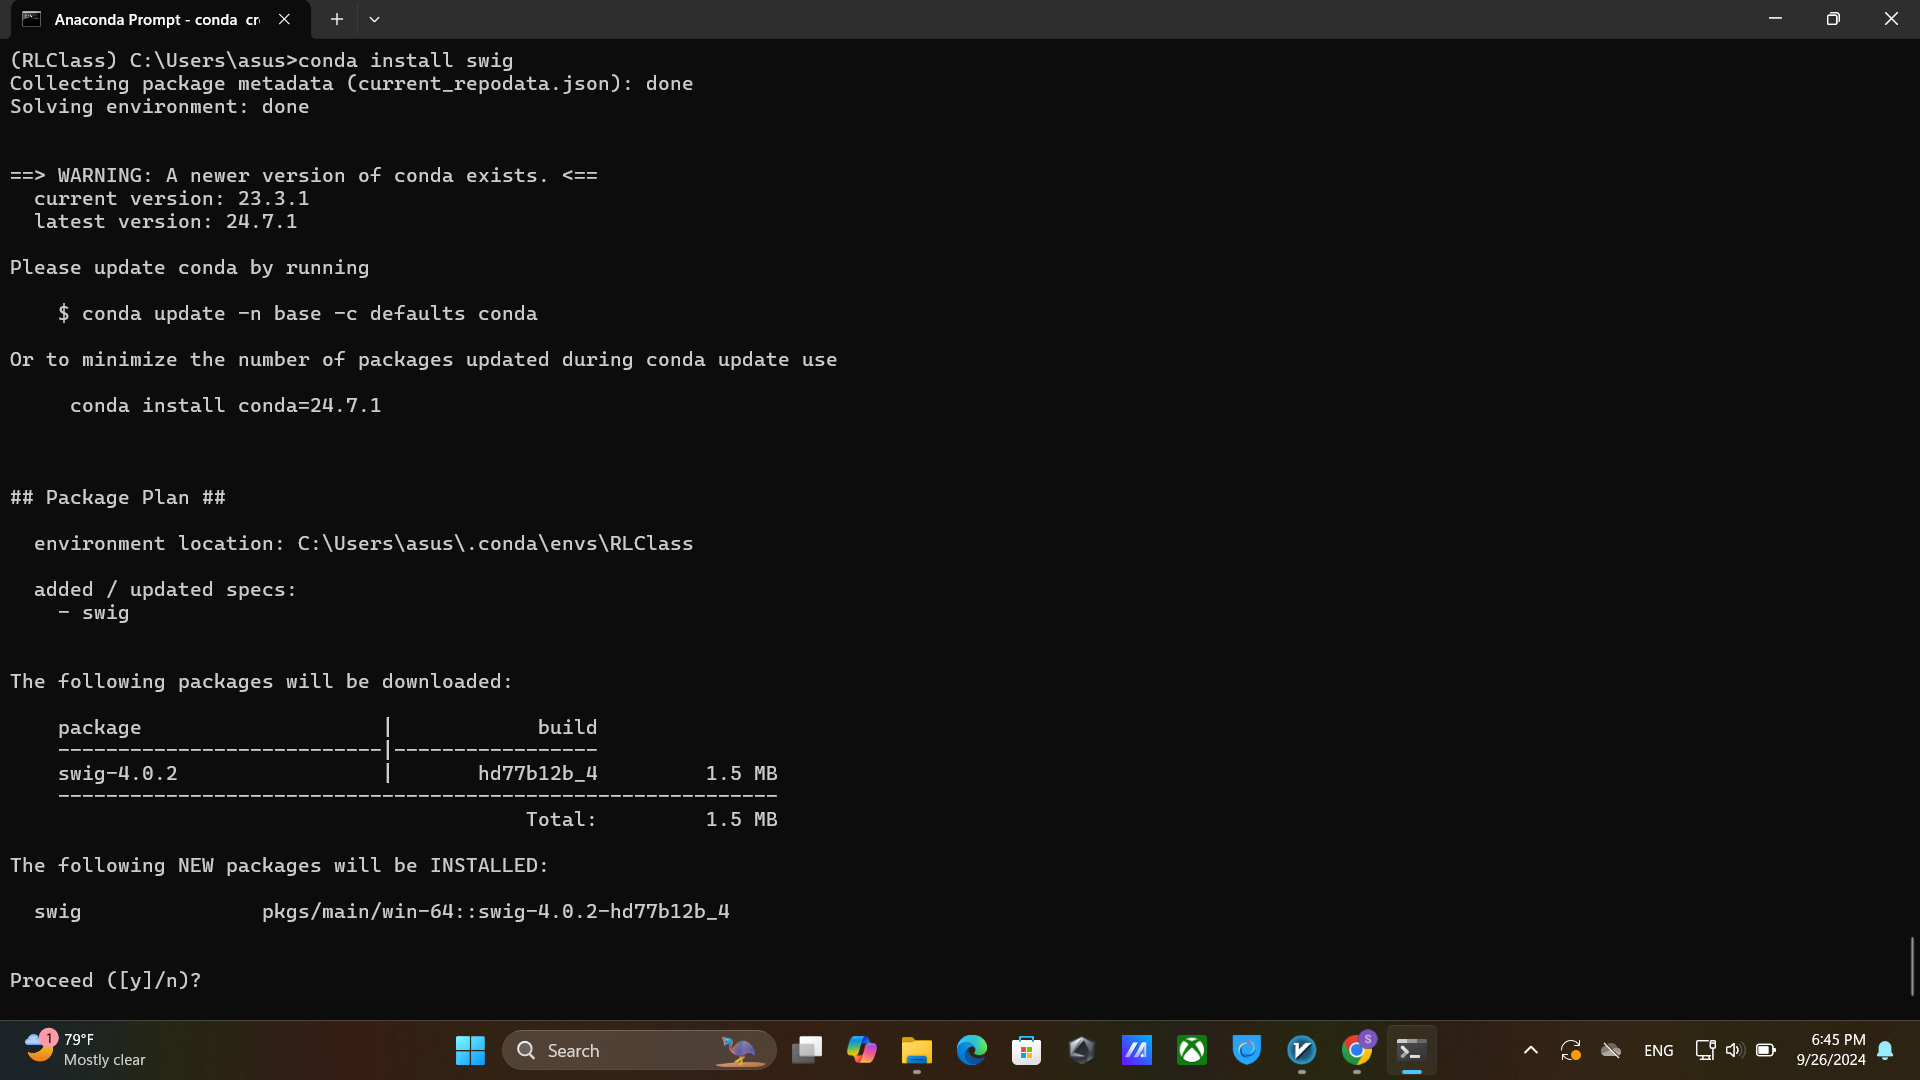 Anaconda Prompt - conda cr
(RLClass) C:\Users\asus>conda install swig
Collecting package metadata (current_repodata.json): done
Solving environment: done
==> WARNING: A newer version of conda exists. <==
current version: 23.3.1
latest version: 24.7.1
Please update conda by running
$ conda update -n base -c defaults conda
Or to minimize the number of packages updated during conda update use
conda install conda=24.7.1
## Package Plan ##
environment location: C:\Users\asus\.conda\envs\RLClass
added / updated specs:
- swig
The following packages will be downloaded:
package | build
---------------------------|-----------------
swig-4.0.2 | hd77b12b_4 1.5 MB
------------------------------------------------------------
Total: 1.5 MB
The following NEW packages will be INSTALLED:
swig pkgs/main/win-64::swig-4.0.2-hd77b12b_4
Proceed ([y]/n)?
1
79°F
Mostly clear
Search
S
ENG
6:45 PM
9/26/2024